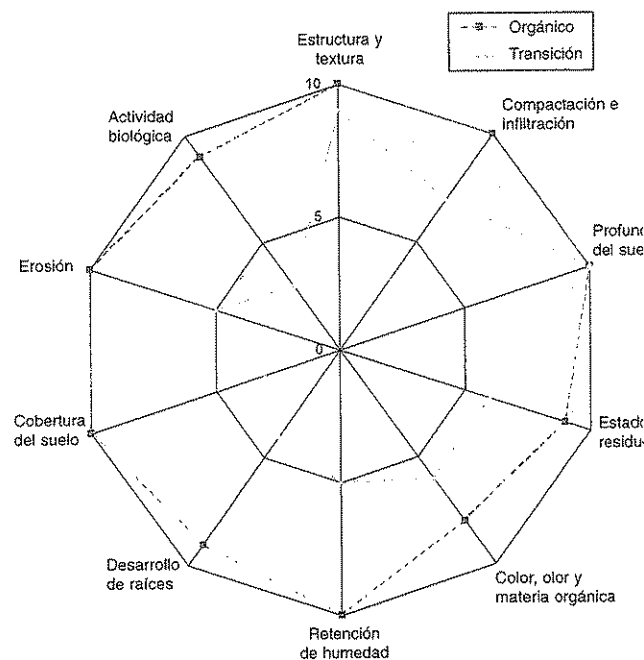 Orgánico
Transición
Estructura y
textura
10
Compactación e
infiltración
Actividad
biológica
5
Profund
del suel
Erosión
0
Cobertura
del suelo
Estado
residu
Desarrollo
de raíces
Color, olor y
materia orgánica
Retención
de humedad